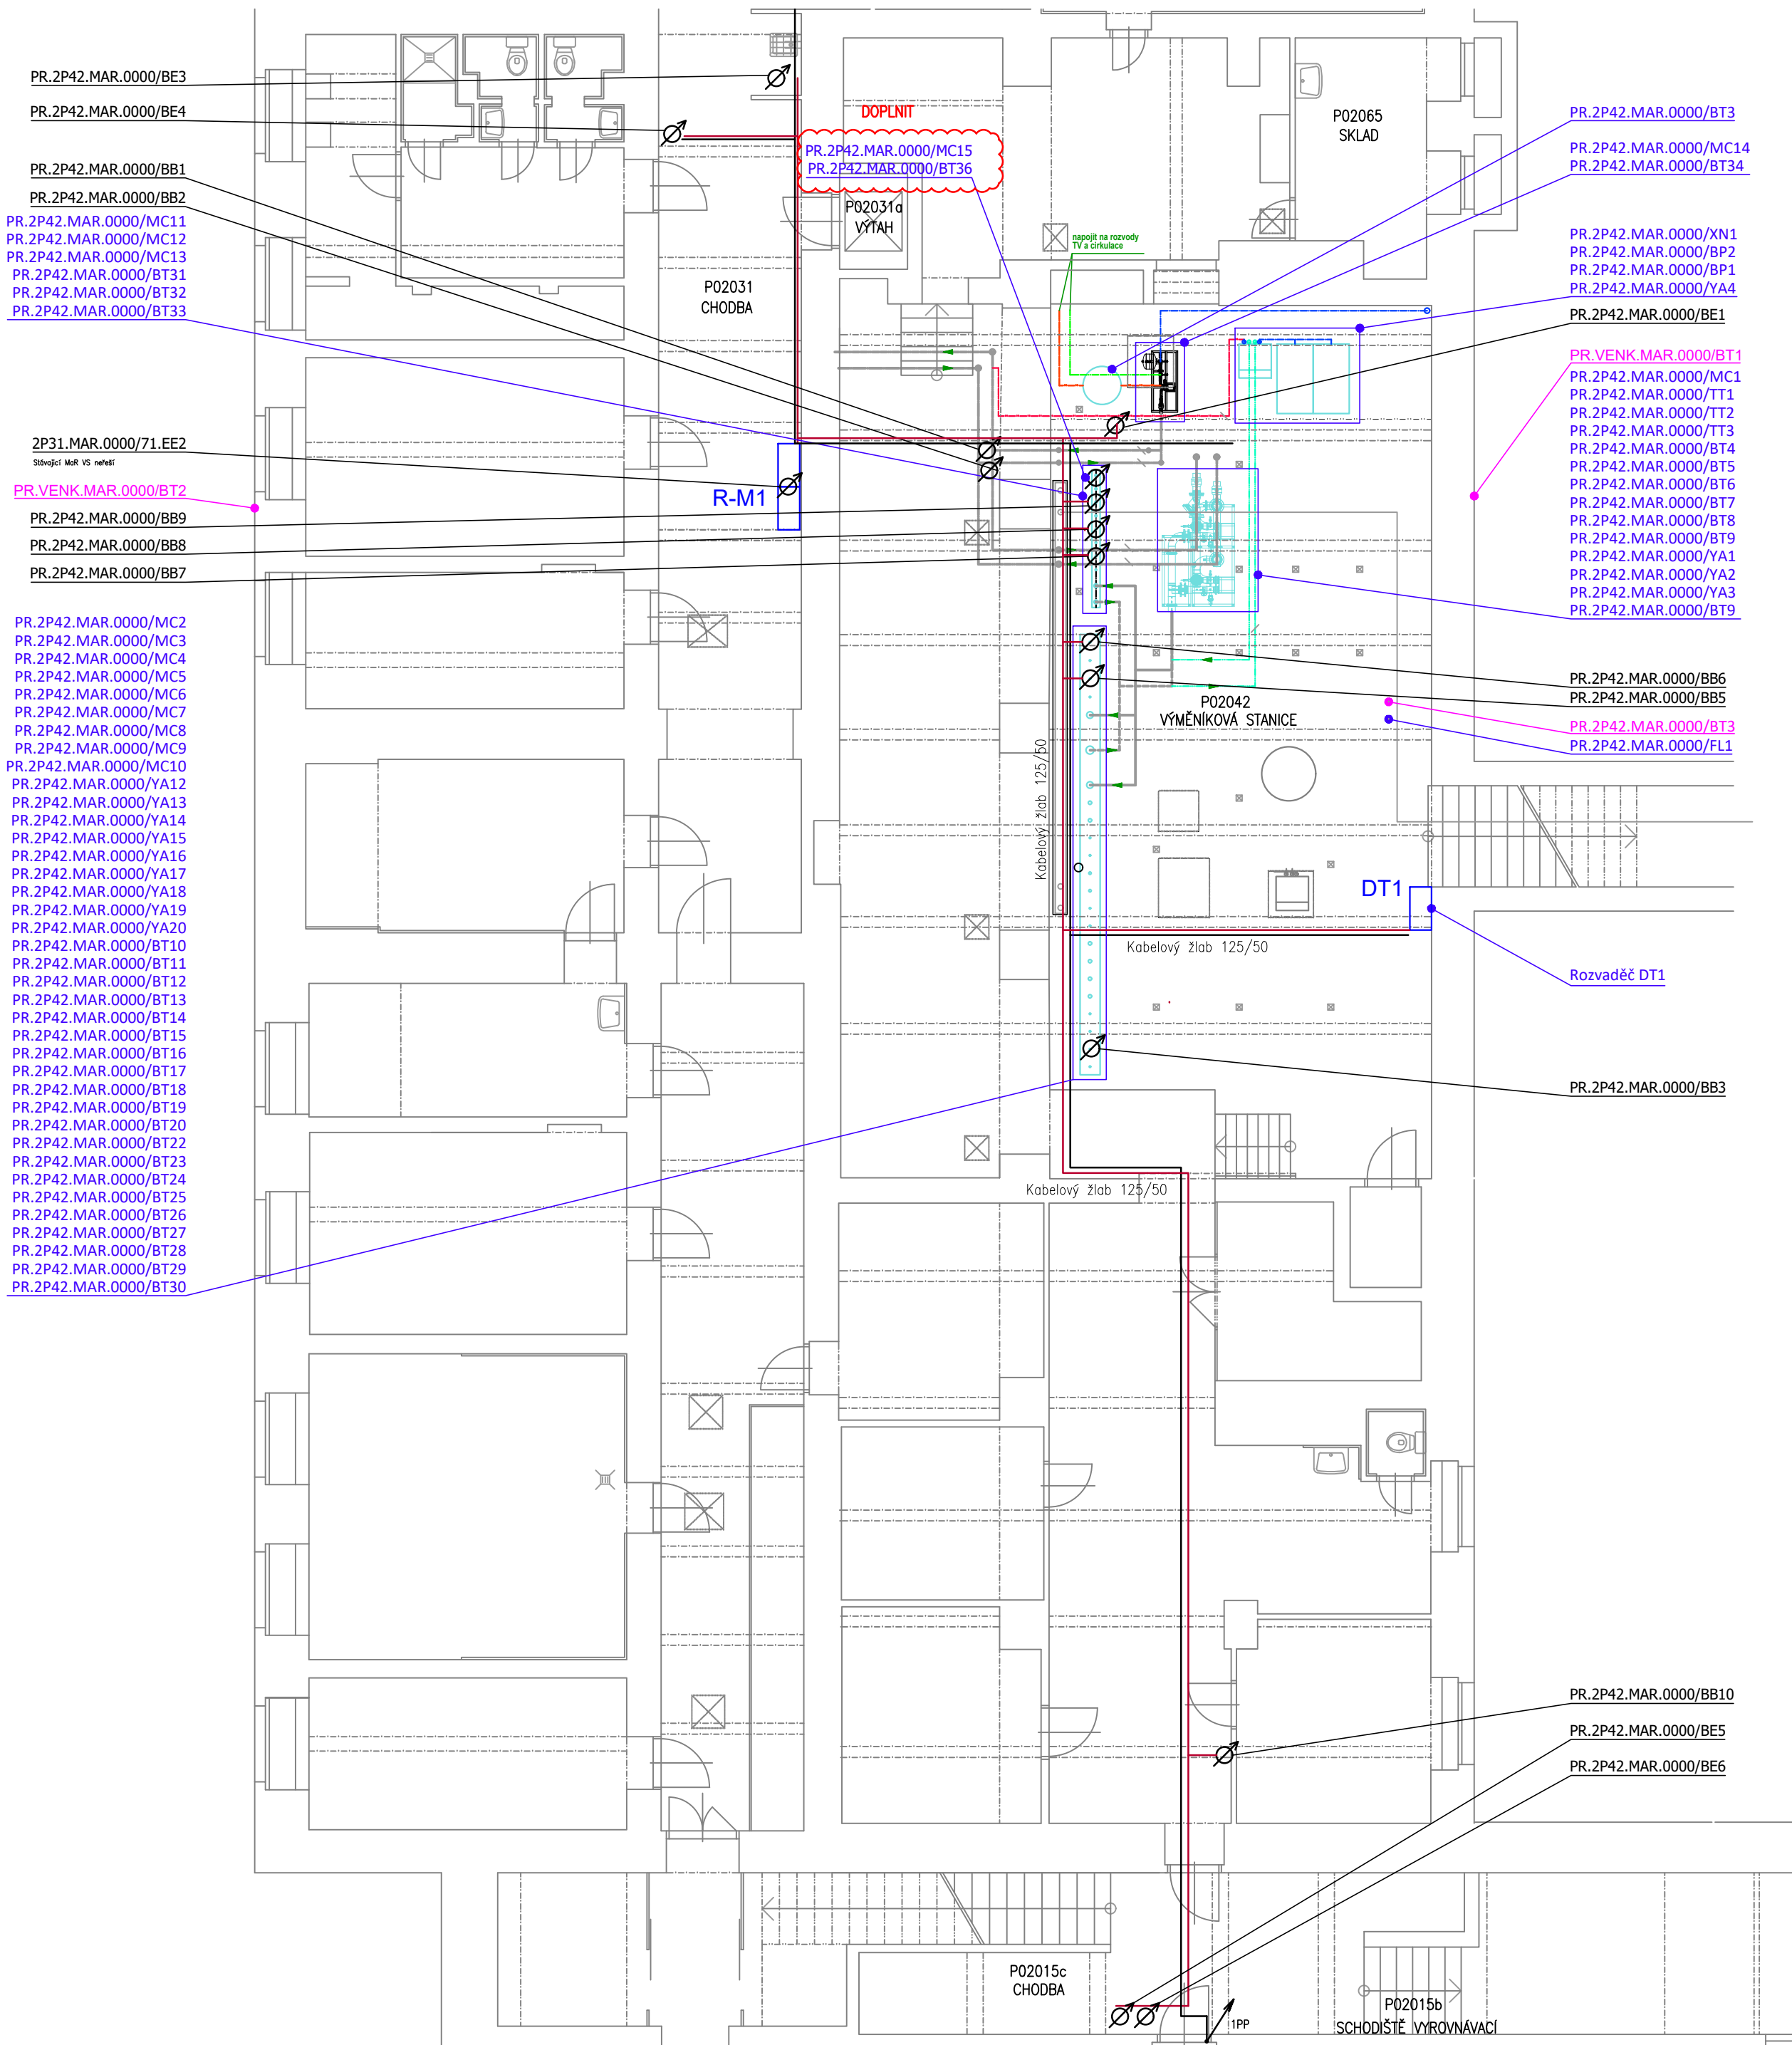 PR.2P42.MAR.0000/BE3
PR.2P42.MAR.0000/BE4
PR.2P42.MAR.0000/BB1
PR.2P42.MAR.0000/BB2
PR.2P42.MAR.0000/MC11
PR.2P42.MAR.0000/MC12
PR.2P42.MAR.0000/MC13
PR.2P42.MAR.0000/BT31
PR.2P42.MAR.0000/BT32
PR.2P42.MAR.0000/BT33
2P31.MAR.0000/71.EE2
Stávající MaR VS neřeší
PR.VENK.MAR.0000/BT2
PR.2P42.MAR.0000/BB9
PR.2P42.MAR.0000/BB8
PR.2P42.MAR.0000/BB7
PR.2P42.MAR.0000/MC2
PR.2P42.MAR.0000/MC3
PR.2P42.MAR.0000/MC4
PR.2P42.MAR.0000/MC5
PR.2P42.MAR.0000/MC6
PR.2P42.MAR.0000/MC7
PR.2P42.MAR.0000/MC8
PR.2P42.MAR.0000/MC9
PR.2P42.MAR.0000/MC10
PR.2P42.MAR.0000/YA12
PR.2P42.MAR.0000/YA13
PR.2P42.MAR.0000/YA14
PR.2P42.MAR.0000/YA15
PR.2P42.MAR.0000/YA16
PR.2P42.MAR.0000/YA17
PR.2P42.MAR.0000/YA18
PR.2P42.MAR.0000/YA19
PR.2P42.MAR.0000/YA20
PR.2P42.MAR.0000/BT10
PR.2P42.MAR.0000/BT11
PR.2P42.MAR.0000/BT12
PR.2P42.MAR.0000/BT13
PR.2P42.MAR.0000/BT14
PR.2P42.MAR.0000/BT15
PR.2P42.MAR.0000/BT16
PR.2P42.MAR.0000/BT17
PR.2P42.MAR.0000/BT18
PR.2P42.MAR.0000/BT19
PR.2P42.MAR.0000/BT20
PR.2P42.MAR.0000/BT22
PR.2P42.MAR.0000/BT23
PR.2P42.MAR.0000/BT24
PR.2P42.MAR.0000/BT25
PR.2P42.MAR.0000/BT26
PR.2P42.MAR.0000/BT27
PR.2P42.MAR.0000/BT28
PR.2P42.MAR.0000/BT29
PR.2P42.MAR.0000/BT30
DOPLNIT
PR.2P42.MAR.0000/MC15
PR.2P42.MAR.0000/BT36
P02031a
VÝTAH
P02031
CHODBA
R-M1
napojit na rozvody
TV a cirkulace
P02065
SKLAD
P02042
VÝMĚNÍKOVÁ STANICE
Kabelový žlab 125/50
DT1
Kabelový žlab 125/50
Kabelový žlab 125/50
P02015c
CHODBA
1PP
P02015b
SCHODIŠTĚ VYROVNÁVACÍ
PR.2P42.MAR.0000/BT3
PR.2P42.MAR.0000/MC14
PR.2P42.MAR.0000/BT34
PR.2P42.MAR.0000/XN1
PR.2P42.MAR.0000/BP2
PR.2P42.MAR.0000/BP1
PR.2P42.MAR.0000/YA4
PR.2P42.MAR.0000/BE1
PR.VENK.MAR.0000/BT1
PR.2P42.MAR.0000/MC1
PR.2P42.MAR.0000/TT1
PR.2P42.MAR.0000/TT2
PR.2P42.MAR.0000/TT3
PR.2P42.MAR.0000/BT4
PR.2P42.MAR.0000/BT5
PR.2P42.MAR.0000/BT6
PR.2P42.MAR.0000/BT7
PR.2P42.MAR.0000/BT8
PR.2P42.MAR.0000/BT9
PR.2P42.MAR.0000/YA1
PR.2P42.MAR.0000/YA2
PR.2P42.MAR.0000/YA3
PR.2P42.MAR.0000/BT9
PR.2P42.MAR.0000/BB6
PR.2P42.MAR.0000/BB5
PR.2P42.MAR.0000/BT3
PR.2P42.MAR.0000/FL1
Rozvaděč DT1
PR.2P42.MAR.0000/BB3
PR.2P42.MAR.0000/BB10
PR.2P42.MAR.0000/BE5
PR.2P42.MAR.0000/BE6